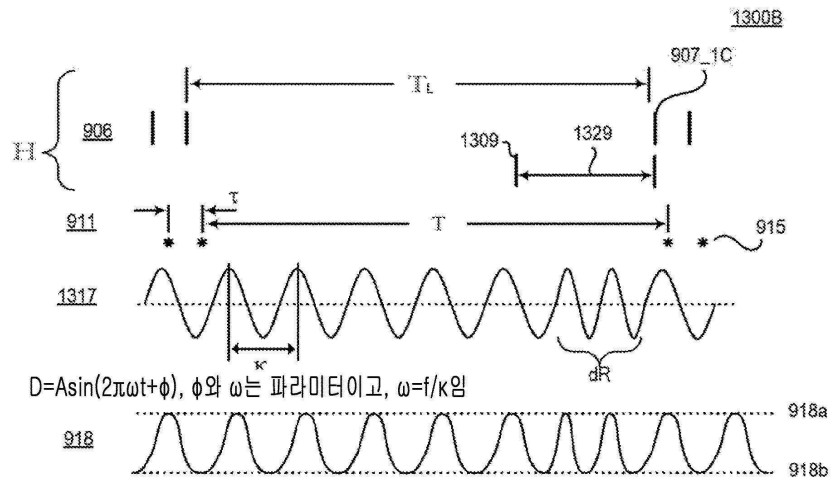 1300B
907_1C
T_L
906
H
1309
1329
911
τ
T
915
1317
κ
dR
D=Asin(2πωt+ϕ), ϕ와 ω는 파라미터이고, ω=f/κ임
918a
918
918b